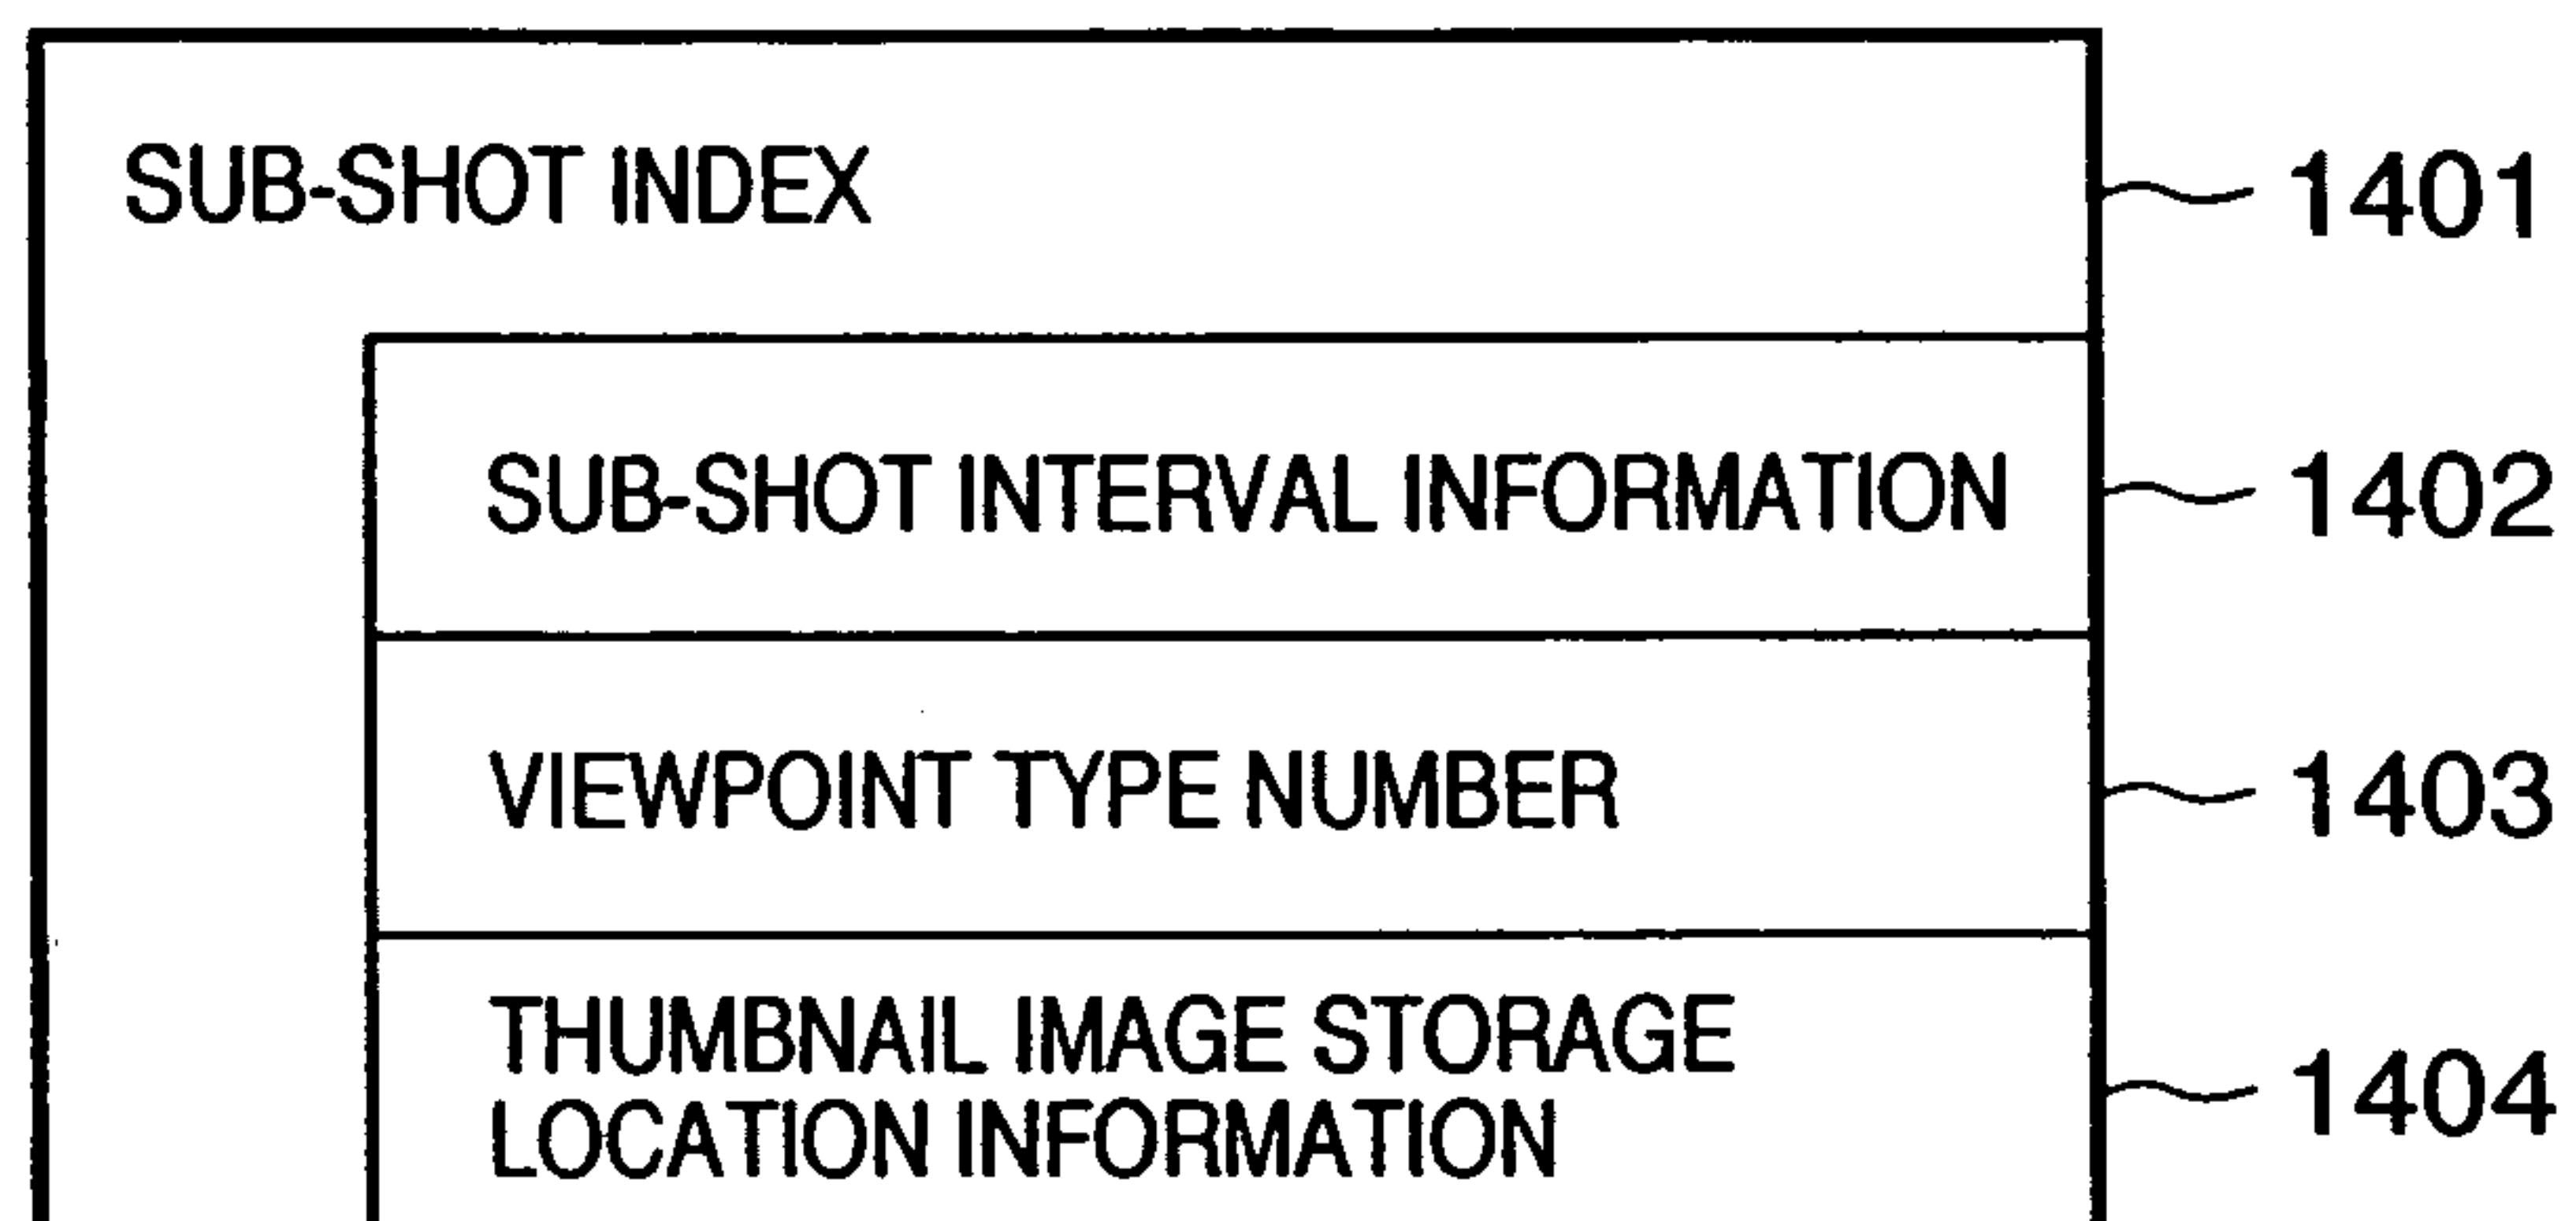 SUB-SHOT INDEX 1401
SUB-SHOT INTERVAL INFORMATION 1402
VIEWPOINT TYPE NUMBER 1403
THUMBNAIL IMAGE STORAGE
LOCATION INFORMATION 1404